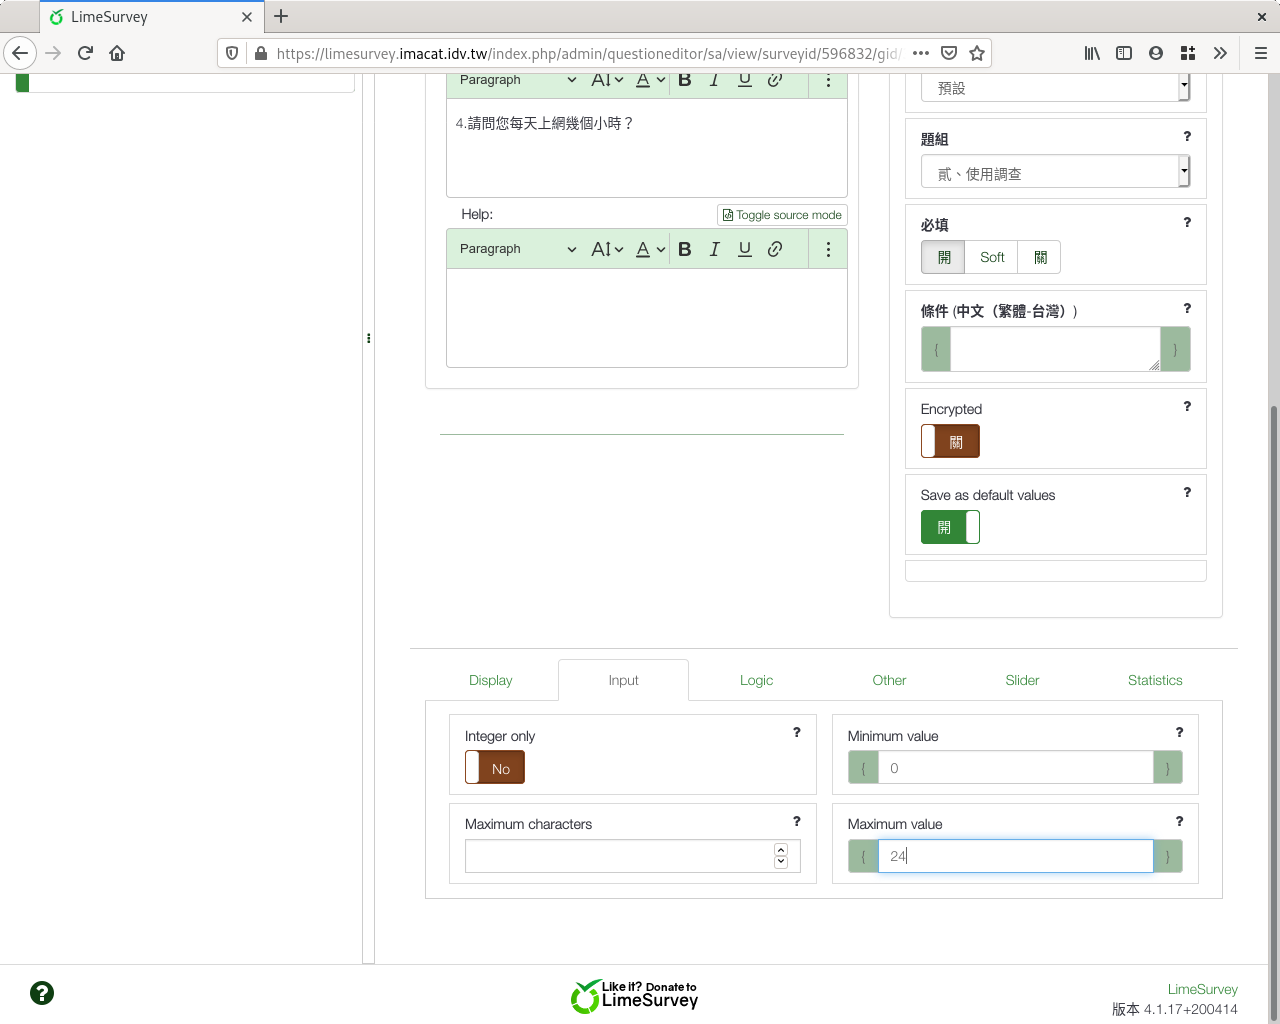 LimeSurvey
https://limesurvey.imacat.idv.tw/index.php/admin/questioneditor/sa/view/surveyid/596832/gid/
Paragraph
A
A
B
I
U
4.請問您每天上網幾個小時？
Help:
Toggle source mode
Paragraph
A
A
B
I
U
預設
題組
?
貳、使用調查
必填
?
開
Soft
關
條件 (中文（繁體-台灣）)
?
{
}
Encrypted
?
關
Save as default values
?
開
Display
Input
Logic
Other
Slider
Statistics
Integer only
?
No
Minimum value
?
{
0
}
Maximum characters
?
Maximum value
?
{
24
}
?
Like it? Donate to
LimeSurvey
LimeSurvey
版本 4.1.17+200414